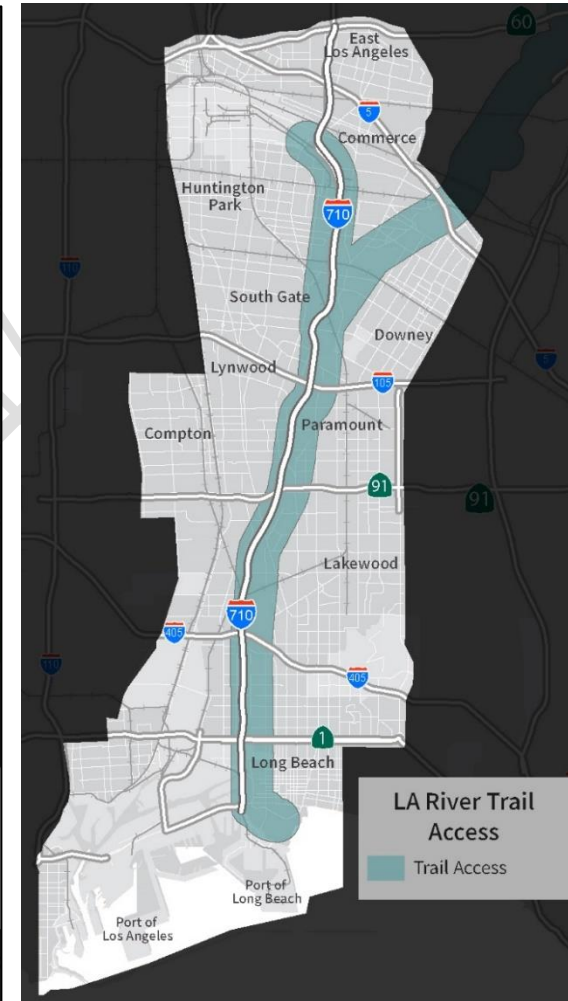 60
East
Los Angeles
5
Commerce
Huntington
Park
710
110
South Gate
Downey
5
Lynwood
105
Compton
Paramount
91
91
Lakewood
710
405
110
405
1
Long Beach
LA River Trail
Access
Trail Access
Port of
Long Beach
Port of
Los Angeles